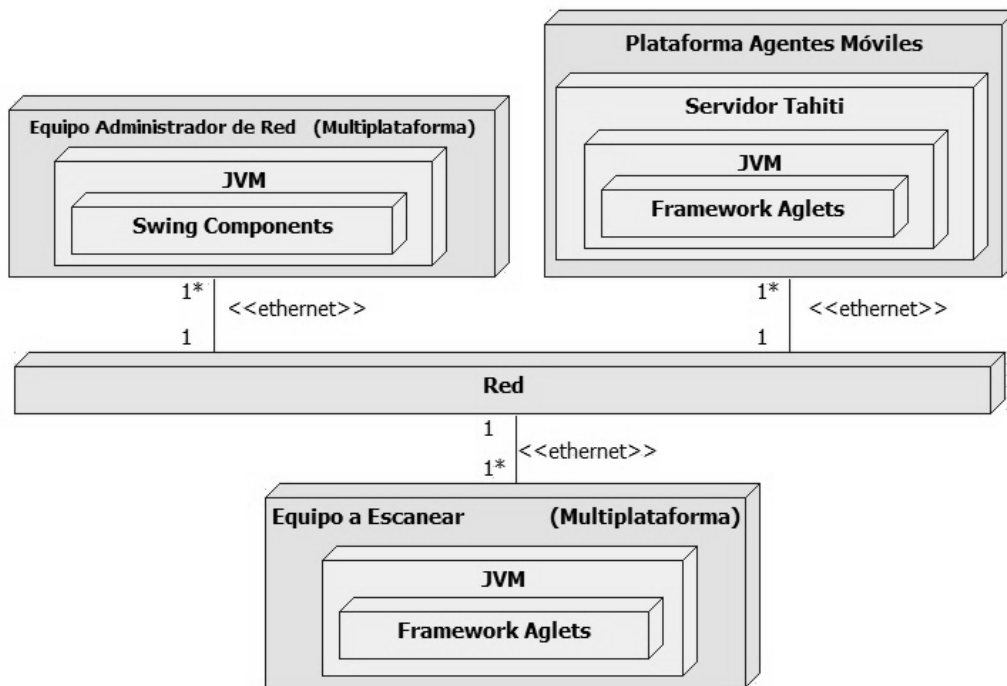 Plataforma Agentes Móviles
Servidor Tahiti
JVM
Framework Aglets
Equipo Administrador de Red (Multiplataforma)
JVM
Swing Components
1*
<<ethernet>>
1
1*
<<ethernet>>
1
Red
1
<<ethernet>>
1*
Equipo a Escanear (Multiplataforma)
JVM
Framework Aglets